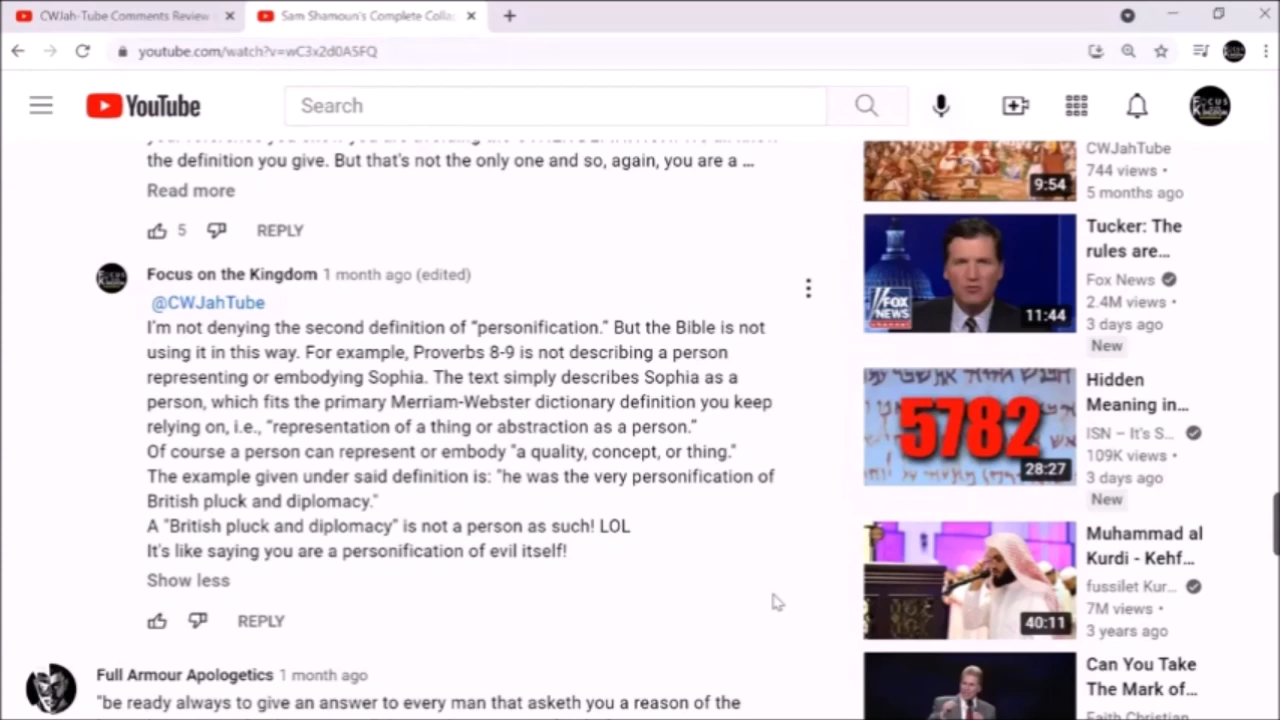 CWJah-Tube Comments Review
Sam Shamoun's Complete Colla
youtube.com/watch?v=wC3x2d0A5FQ
YouTube
Search
the definition you give. But that's not the only one and so, again, you are a ...
Read more
5
REPLY
Focus on the Kingdom 1 month ago (edited)
@CWJahTube
I'm not denying the second definition of "personification." But the Bible is not
using it in this way. For example, Proverbs 8-9 is not describing a person
representing or embodying Sophia. The text simply describes Sophia as a
person, which fits the primary Merriam-Webster dictionary definition you keep
relying on, i.e., "representation of a thing or abstraction as a person."
Of course a person can represent or embody "a quality, concept, or thing."
The example given under said definition is: "he was the very personification of
British pluck and diplomacy."
A "British pluck and diplomacy" is not a person as such! LOL
It's like saying you are a personification of evil itself!
Show less
REPLY
Full Armour Apologetics 1 month ago
"be ready always to give an answer to every man that asketh you a reason of the
CWJahTube
744 views •
5 months ago
9:54
Tucker: The
rules are...
Fox News
2.4M views •
3 days ago
New
FOX
NEWS
channel
11:44
Hidden
Meaning in...
ISN – It's S...
109K views •
3 days ago
New
5782
28:27
Muhammad al
Kurdi - Kehf...
fussilet Kur...
7M views •
3 years ago
40:11
Can You Take
The Mark of...
Faith Christian